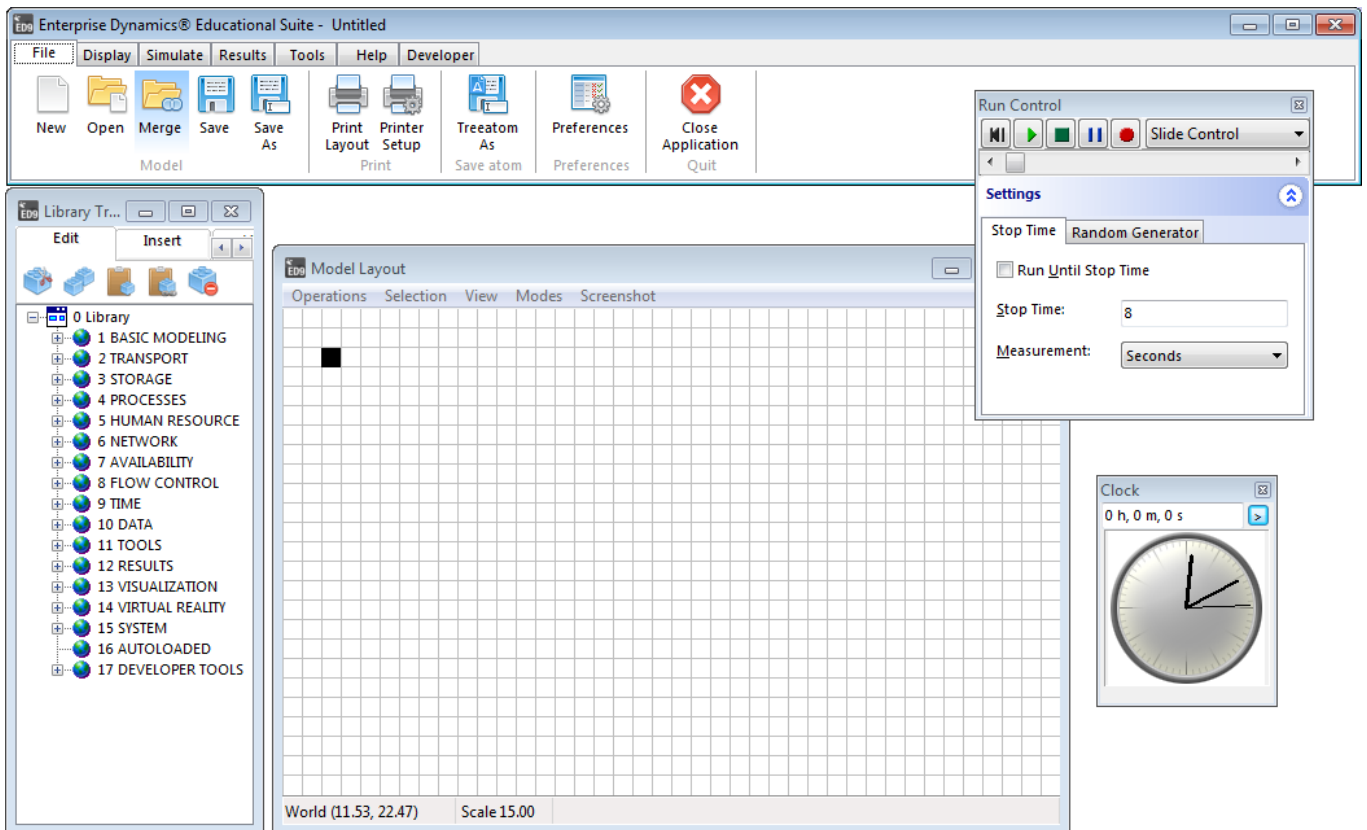 Enterprise Dynamics® Educational Suite - Untitled
File Display Simulate Results Tools Help Developer
New Open Merge Save Save As Print Layout Printer Setup Treeatom As Preferences Close Application
Model Print Save atom Preferences Quit
Run Control
Slide Control
Settings
Stop Time Random Generator
Run Until Stop Time
Stop Time: 8
Measurement: Seconds
Library Tr...
Edit Insert
0 Library
1 BASIC MODELING
2 TRANSPORT
3 STORAGE
4 PROCESSES
5 HUMAN RESOURCE
6 NETWORK
7 AVAILABILITY
8 FLOW CONTROL
9 TIME
10 DATA
11 TOOLS
12 RESULTS
13 VISUALIZATION
14 VIRTUAL REALITY
15 SYSTEM
16 AUTOLOADED
17 DEVELOPER TOOLS
Model Layout
Operations Selection View Modes Screenshot
World (11.53, 22.47) Scale 15.00
Clock
0 h, 0 m, 0 s